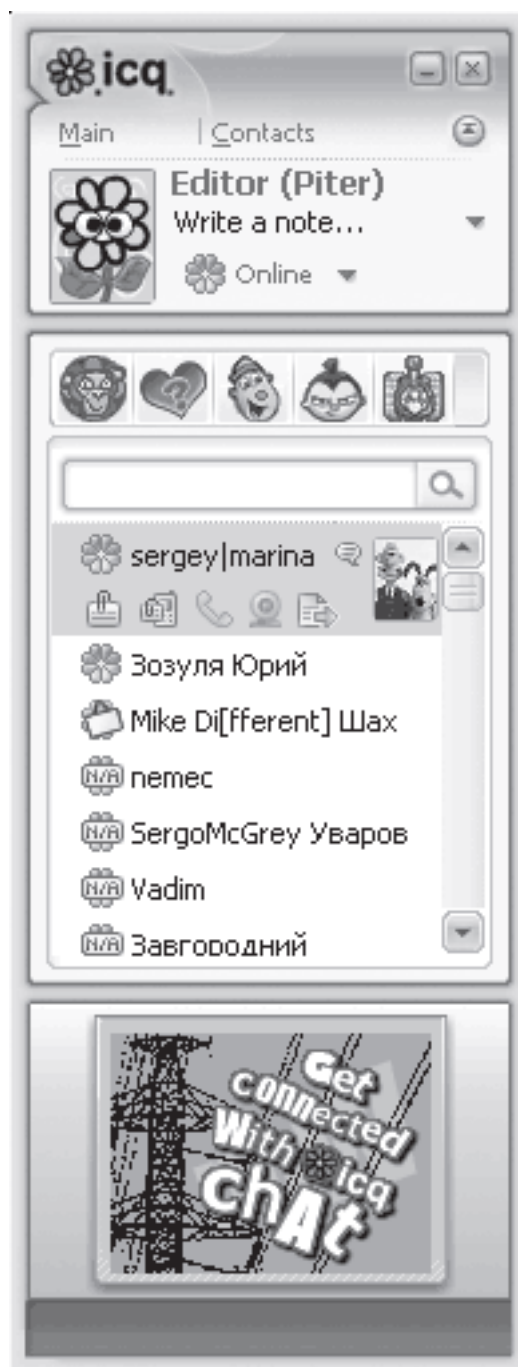 icq
Main | Contacts
Editor (Piter)
Write a note...
Online
sergey|marina
Зозуля Юрий
Mike Di[fferent] Шах
N/A nemec
N/A SergoMcGrey Уваров
N/A Vadim
N/A Завгородний
Get
connected
With icq
chAt